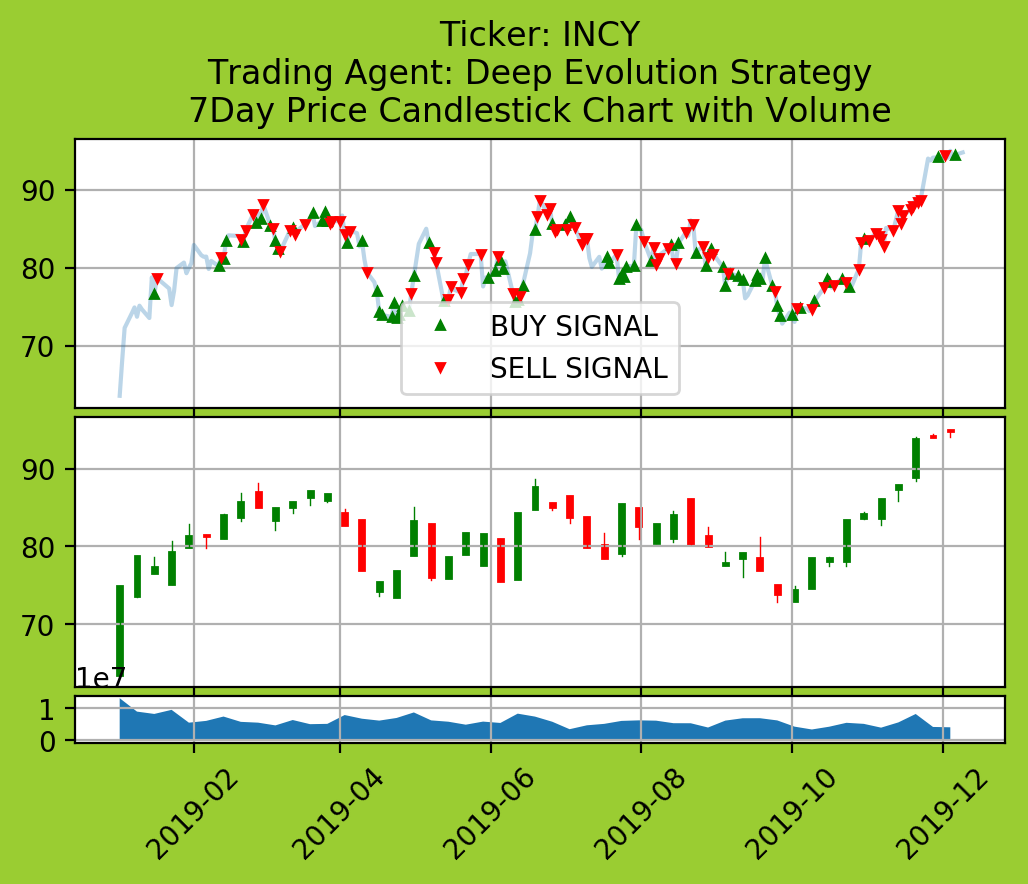 Ticker: INCY
Trading Agent: Deep Evolution Strategy
7Day Price Candlestick Chart with Volume
90
80
70
BUY SIGNAL
SELL SIGNAL
90
80
70
1e7
1
0
2019-02
2019-04
2019-06
2019-08
2019-10
2019-12